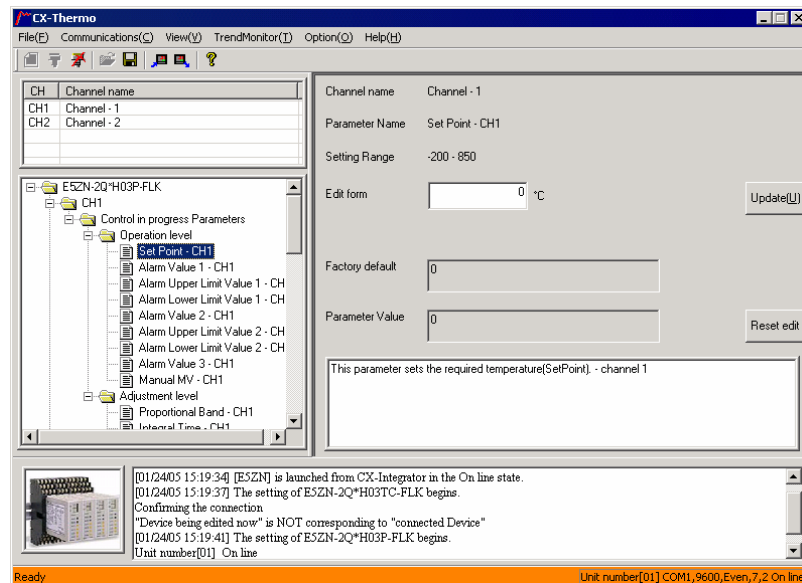 CX-Thermo
File(F) Communications(C) View(V) TrendMonitor(T) Option(O) Help(H)
CH Channel name
CH1 Channel - 1
CH2 Channel - 2
E5ZN-2Q*H03P-FLK
CH1
Control in progress Parameters
Operation level
Set Point - CH1
Alarm Value 1 - CH1
Alarm Upper Limit Value 1 - CH
Alarm Lower Limit Value 1 - CH
Alarm Value 2 - CH1
Alarm Upper Limit Value 2 - CH
Alarm Lower Limit Value 2 - CH
Alarm Value 3 - CH1
Manual MV - CH1
Adjustment level
Proportional Band - CH1
Integral Time - CH1
Channel name Channel - 1
Parameter Name Set Point - CH1
Setting Range -200 - 850
Edit form 0 °C
Update(U)
Factory default 0
Parameter Value 0
Reset edit
This parameter sets the required temperature(SetPoint). - channel 1
[01/24/05 15:19:34] [E5ZN] is launched from CX-Integrator in the On line state.
[01/24/05 15:19:37] The setting of E5ZN-2Q*H03TC-FLK begins.
Confirming the connection
"Device being edited now" is NOT corresponding to "connected Device"
[01/24/05 15:19:41] The setting of E5ZN-2Q*H03P-FLK begins.
Unit number[01] On line
Ready
Unit number[01] COM1,9600,Even,7,2 On line